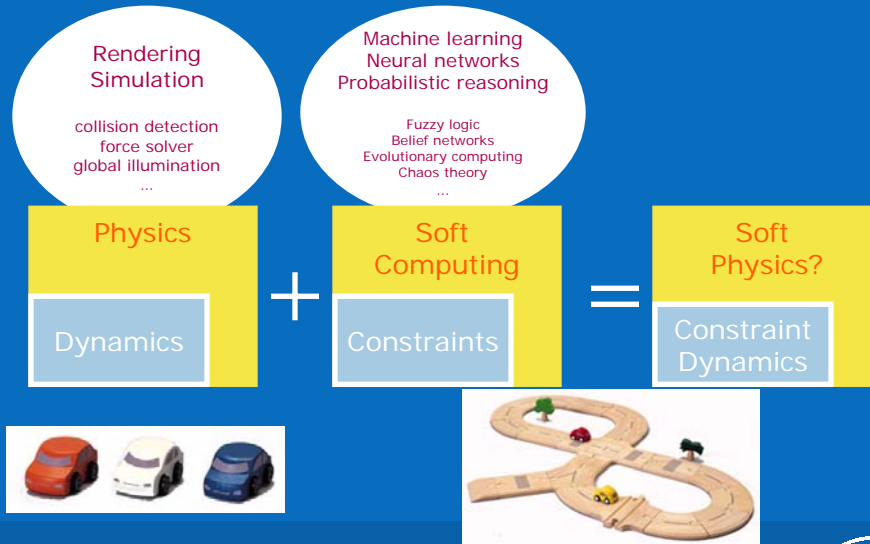 Rendering
Simulation
collision detection
force solver
global illumination
...
Machine learning
Neural networks
Probabilistic reasoning
Fuzzy logic
Belief networks
Evolutionary computing
Chaos theory
...
Physics
Dynamics
+
Soft
Computing
Constraints
=
Soft
Physics?
Constraint
Dynamics